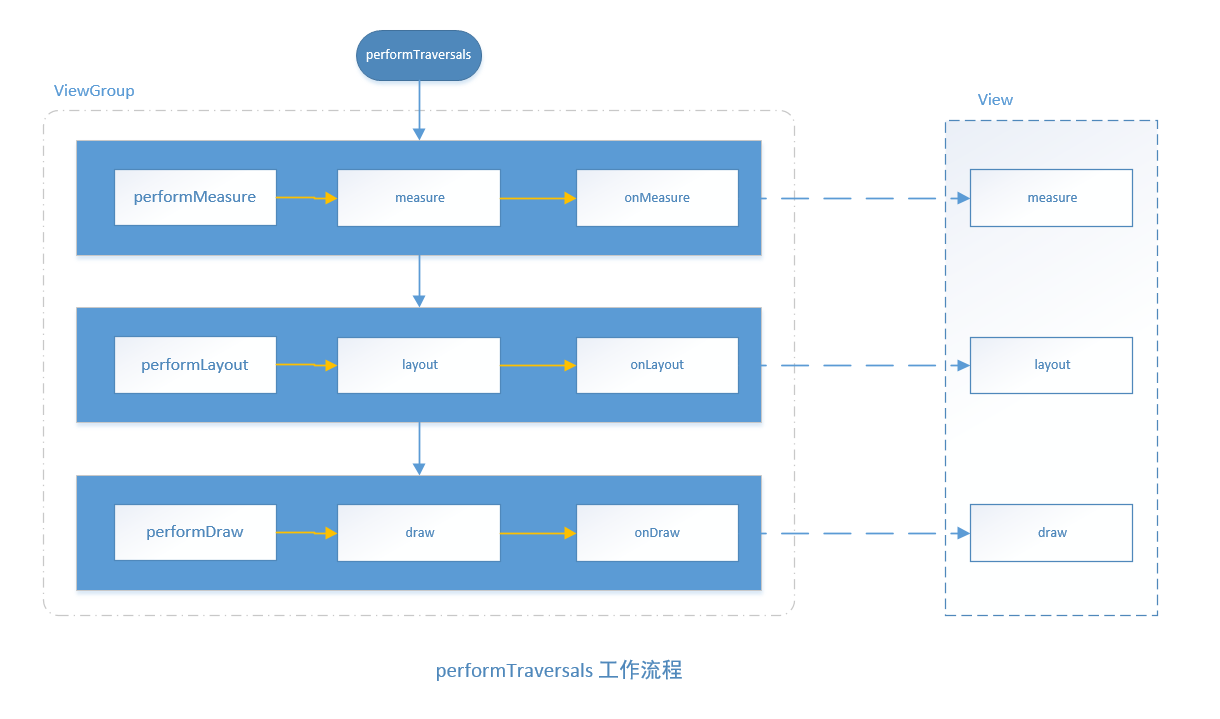 performTraversals
ViewGroup
View
performMeasure
measure
onMeasure
measure
performLayout
layout
onLayout
layout
performDraw
draw
onDraw
draw
performTraversals 工作流程